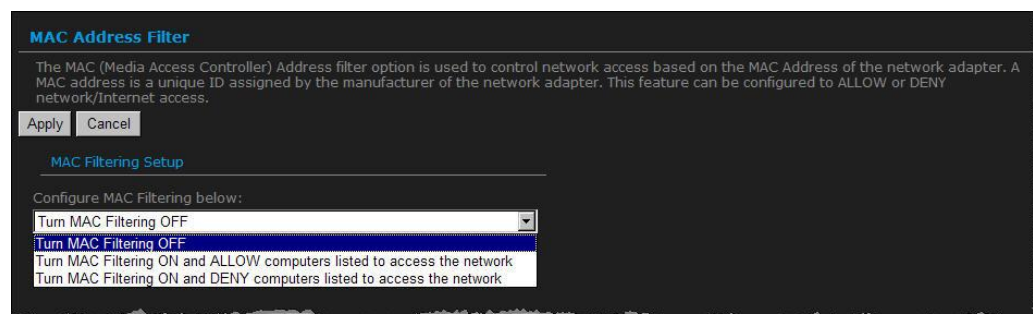 MAC Address Filter
The MAC (Media Access Controller) Address filter option is used to control network access based on the MAC Address of the network adapter. A
MAC address is a unique ID assigned by the manufacturer of the network adapter. This feature can be configured to ALLOW or DENY
network/Internet access.
Apply Cancel
MAC Filtering Setup
Configure MAC Filtering below:
Turn MAC Filtering OFF
Turn MAC Filtering OFF
Turn MAC Filtering ON and ALLOW computers listed to access the network
Turn MAC Filtering ON and DENY computers listed to access the network